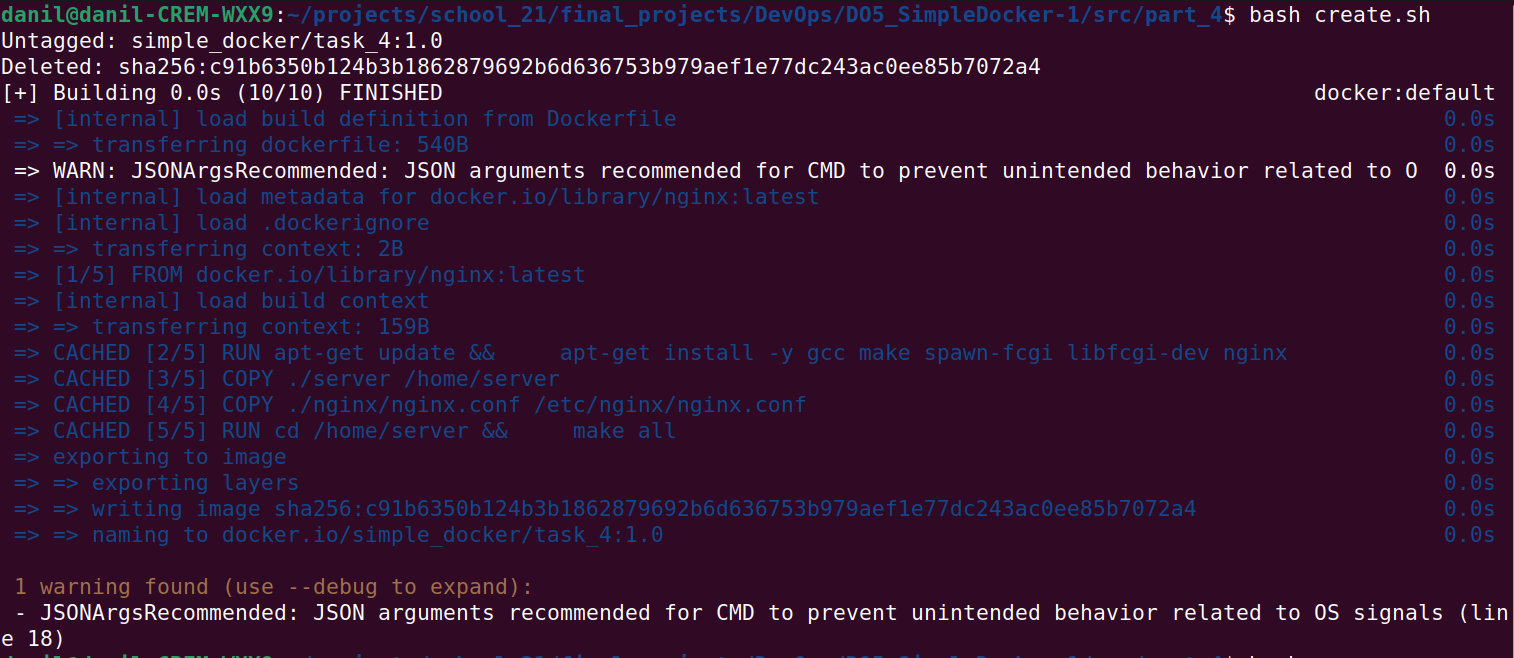 danil@danil-CREM-WXX9:~/projects/school_21/final_projects/DevOps/DO5_SimpleDocker-1/src/part_4$ bash create.sh
Untagged: simple_docker/task_4:1.0
Deleted: sha256:c91b6350b124b3b1862879692b6d636753b979aef1e77dc243ac0ee85b7072a4
[+] Building 0.0s (10/10) FINISHED docker:default
=> [internal] load build definition from Dockerfile 0.0s
=> => transferring dockerfile: 540B 0.0s
=> WARN: JSONArgsRecommended: JSON arguments recommended for CMD to prevent unintended behavior related to O 0.0s
=> [internal] load metadata for docker.io/library/nginx:latest 0.0s
=> [internal] load .dockerignore 0.0s
=> => transferring context: 2B 0.0s
=> [1/5] FROM docker.io/library/nginx:latest 0.0s
=> [internal] load build context 0.0s
=> => transferring context: 159B 0.0s
=> CACHED [2/5] RUN apt-get update && apt-get install -y gcc make spawn-fcgi libfcgi-dev nginx 0.0s
=> CACHED [3/5] COPY ./server /home/server 0.0s
=> CACHED [4/5] COPY ./nginx/nginx.conf /etc/nginx/nginx.conf 0.0s
=> CACHED [5/5] RUN cd /home/server && make all 0.0s
=> exporting to image 0.0s
=> => exporting layers 0.0s
=> => writing image sha256:c91b6350b124b3b1862879692b6d636753b979aef1e77dc243ac0ee85b7072a4 0.0s
=> => naming to docker.io/simple_docker/task_4:1.0 0.0s
1 warning found (use --debug to expand):
- JSONArgsRecommended: JSON arguments recommended for CMD to prevent unintended behavior related to OS signals (lin
e 18)